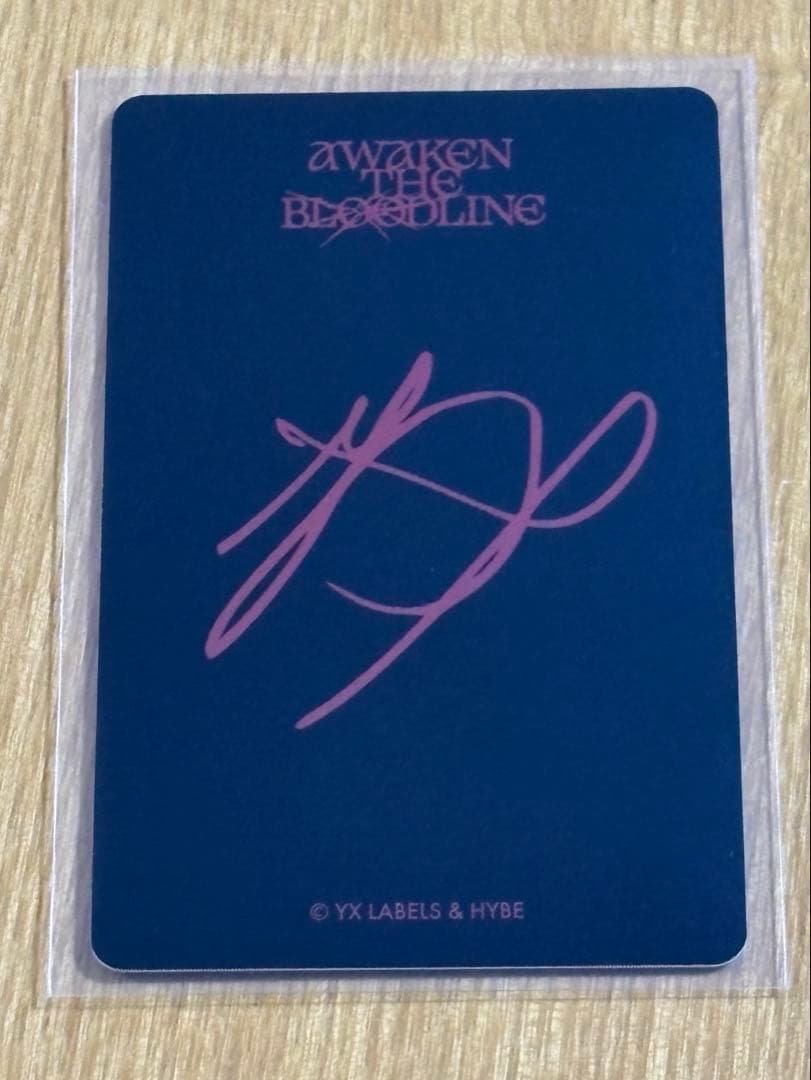 AWAKEN
THE
BLOODLINE
© YX LABELS & HYBE